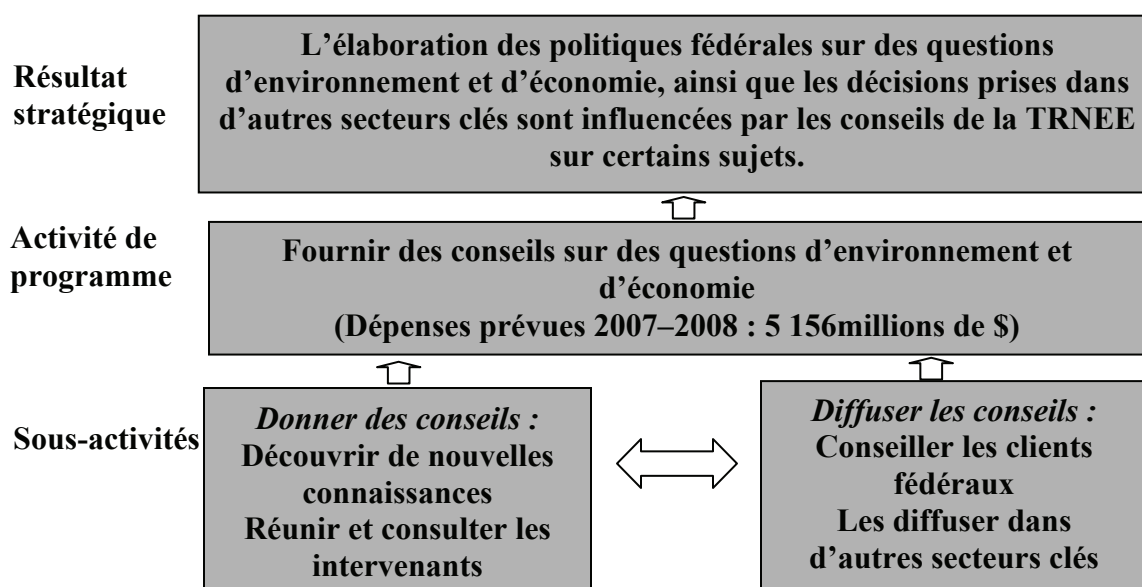 Résultat
stratégique
L’élaboration des politiques fédérales sur des questions
d’environnement et d’économie, ainsi que les décisions prises dans
d’autres secteurs clés sont influencées par les conseils de la TRNEE
sur certains sujets.
Activité de
programme
Fournir des conseils sur des questions d’environnement et
d’économie
(Dépenses prévues 2007–2008 : 5 156millions de $)
Sous-activités
Donner des conseils :
Découvrir de nouvelles
connaissances
Réunir et consulter les
intervenants
Diffuser les conseils :
Conseiller les clients
fédéraux
Les diffuser dans
d’autres secteurs clés